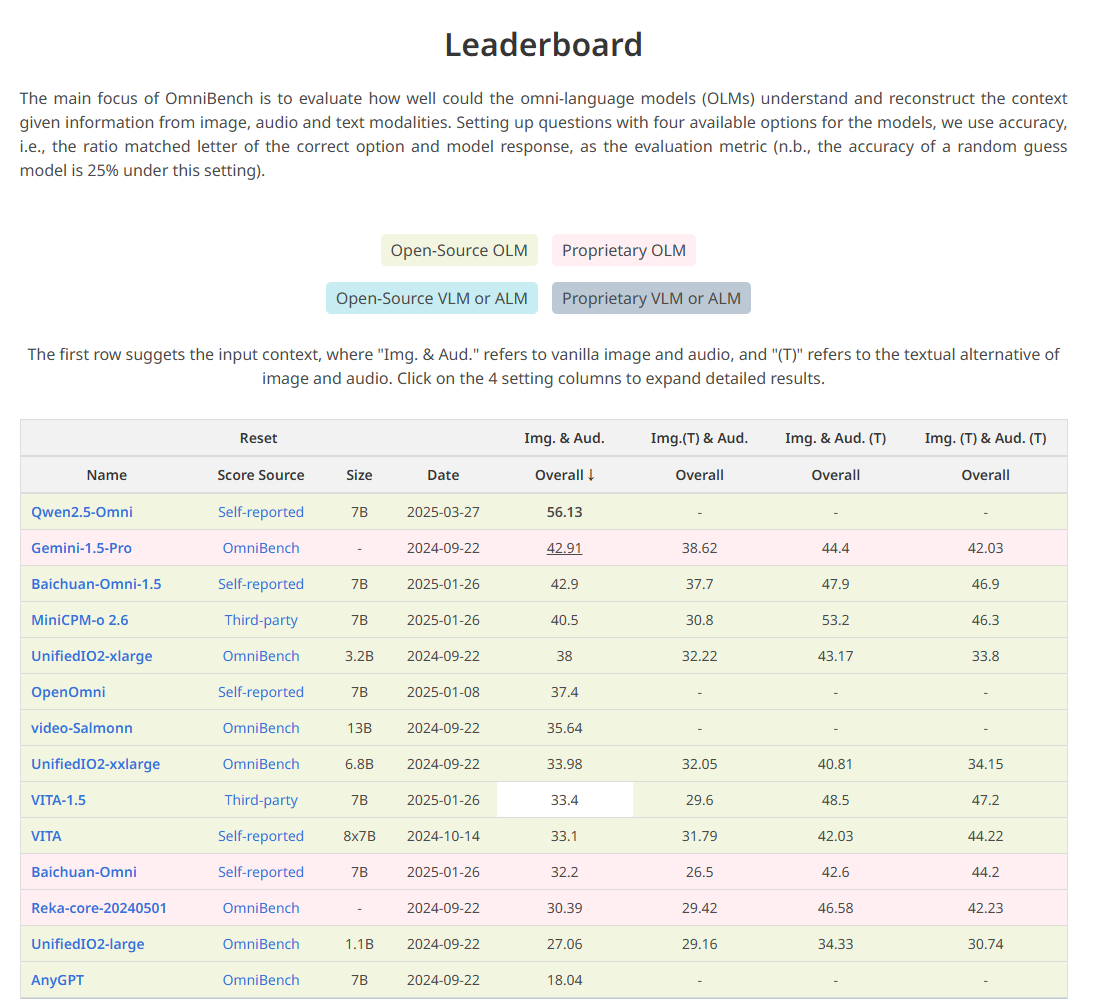 Leaderboard
The main focus of OmniBench is to evaluate how well could the omni-language models (OLMs) understand and reconstruct the context
given information from image, audio and text modalities. Setting up questions with four available options for the models, we use accuracy,
i.e., the ratio matched letter of the correct option and model response, as the evaluation metric (n.b., the accuracy of a random guess
model is 25% under this setting).
Open-Source OLM Proprietary OLM
Open-Source VLM or ALM Proprietary VLM or ALM
The first row suggests the input context, where "Img. & Aud." refers to vanilla image and audio, and "(T)" refers to the textual alternative of
image and audio. Click on the 4 setting columns to expand detailed results.
Reset Img. & Aud. Img.(T) & Aud. Img. & Aud. (T) Img. (T) & Aud. (T)
Name Score Source Size Date Overall ↓ Overall Overall Overall
Qwen2.5-Omni Self-reported 7B 2025-03-27 56.13 - - -
Gemini-1.5-Pro OmniBench - 2024-09-22 42.91 38.62 44.4 42.03
Baichuan-Omni-1.5 Self-reported 7B 2025-01-26 42.9 37.7 47.9 46.9
MiniCPM-o 2.6 Third-party 7B 2025-01-26 40.5 30.8 53.2 46.3
UnifiedIO2-xlarge OmniBench 3.2B 2024-09-22 38 32.22 43.17 33.8
OpenOmni Self-reported 7B 2025-01-08 37.4 - - -
video-Salmonn OmniBench 13B 2024-09-22 35.64 - - -
UnifiedIO2-xxlarge OmniBench 6.8B 2024-09-22 33.98 32.05 40.81 34.15
VITA-1.5 Third-party 7B 2025-01-26 33.4 29.6 48.5 47.2
VITA Self-reported 8x7B 2024-10-14 33.1 31.79 42.03 44.22
Baichuan-Omni Self-reported 7B 2025-01-26 32.2 26.5 42.6 44.2
Reka-core-20240501 OmniBench - 2024-09-22 30.39 29.42 46.58 42.23
UnifiedIO2-large OmniBench 1.1B 2024-09-22 27.06 29.16 34.33 30.74
AnyGPT OmniBench 7B 2024-09-22 18.04 - - -